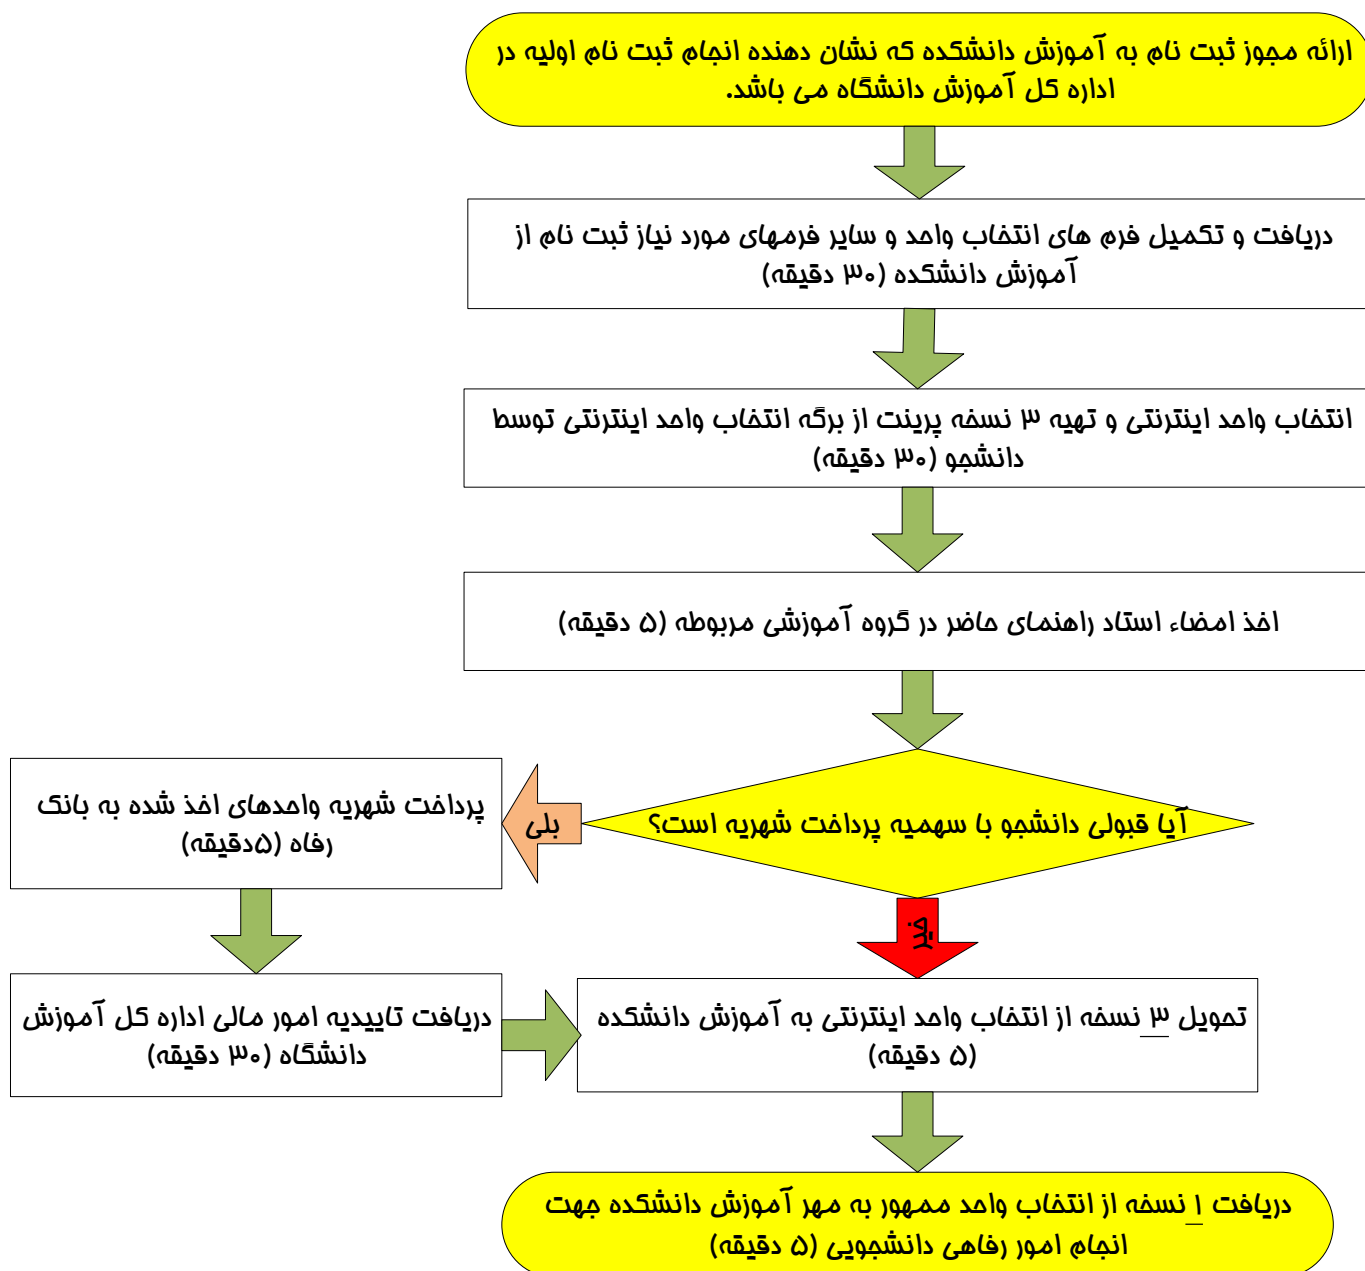 ارائه مجوز ثبت نام به آموزش دانشکده که نشان دهنده انجام ثبت نام اولیه در
اداره کل آموزش دانشگاه می باشد.
دریافت و تکمیل فرم های انتخاب واحد و سایر فرمهای مورد نیاز ثبت نام از
آموزش دانشکده (۳۰ دقیقه)
انتخاب واحد اینترنتی و تهیه ۳ نسخه پرینت از برگه انتخاب واحد اینترنتی توسط
دانشجو (۳۰ دقیقه)
اخذ امضاء استاد راهنمای حاضر در گروه آموزشی مربوطه (۵ دقیقه)
آیا قبولی دانشجو با سهمیه پرداخت شهریه است؟
بلی
پرداخت شهریه واحدهای اخذ شده به بانک
رفاه (۵دقیقه)
خیر
دریافت تاییدیه امور مالی اداره کل آموزش
دانشگاه (۳۰ دقیقه)
تحویل ۳ نسخه از انتخاب واحد اینترنتی به آموزش دانشکده
(۵ دقیقه)
دریافت ۱ نسخه از انتخاب واحد ممهور به مهر آموزش دانشکده جهت
انجام امور رفاهی دانشجویی (۵ دقیقه)